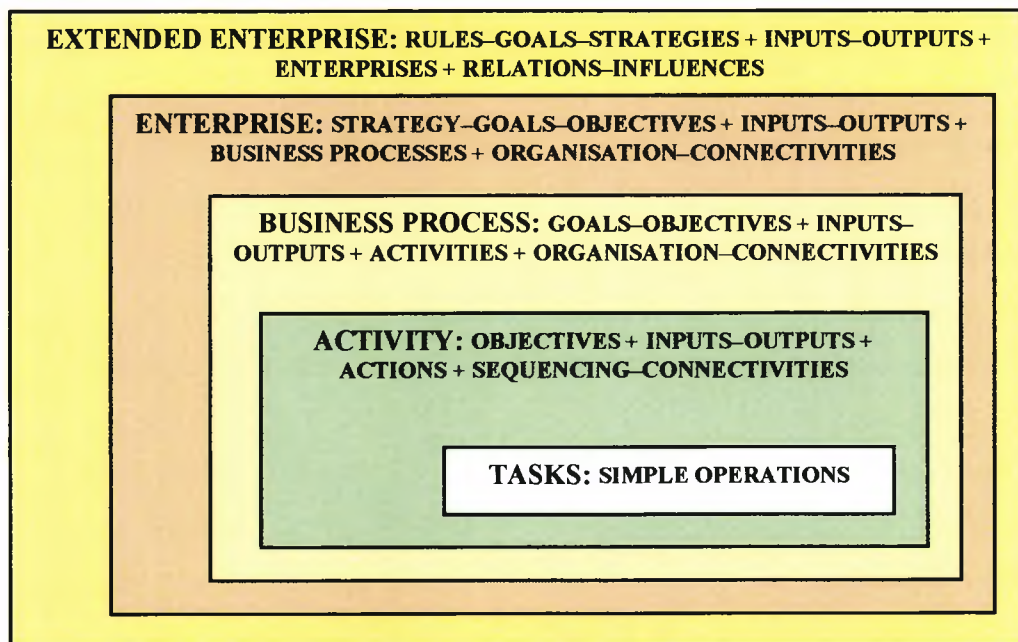 EXTENDED ENTERPRISE: RULES–GOALS–STRATEGIES + INPUTS–OUTPUTS +
ENTERPRISES + RELATIONS–INFLUENCES
ENTERPRISE: STRATEGY–GOALS–OBJECTIVES + INPUTS–OUTPUTS +
BUSINESS PROCESSES + ORGANISATION–CONNECTIVITIES
BUSINESS PROCESS: GOALS–OBJECTIVES + INPUTS–
OUTPUTS + ACTIVITIES + ORGANISATION–CONNECTIVITIES
ACTIVITY: OBJECTIVES + INPUTS–OUTPUTS +
ACTIONS + SEQUENCING–CONNECTIVITIES
TASKS: SIMPLE OPERATIONS